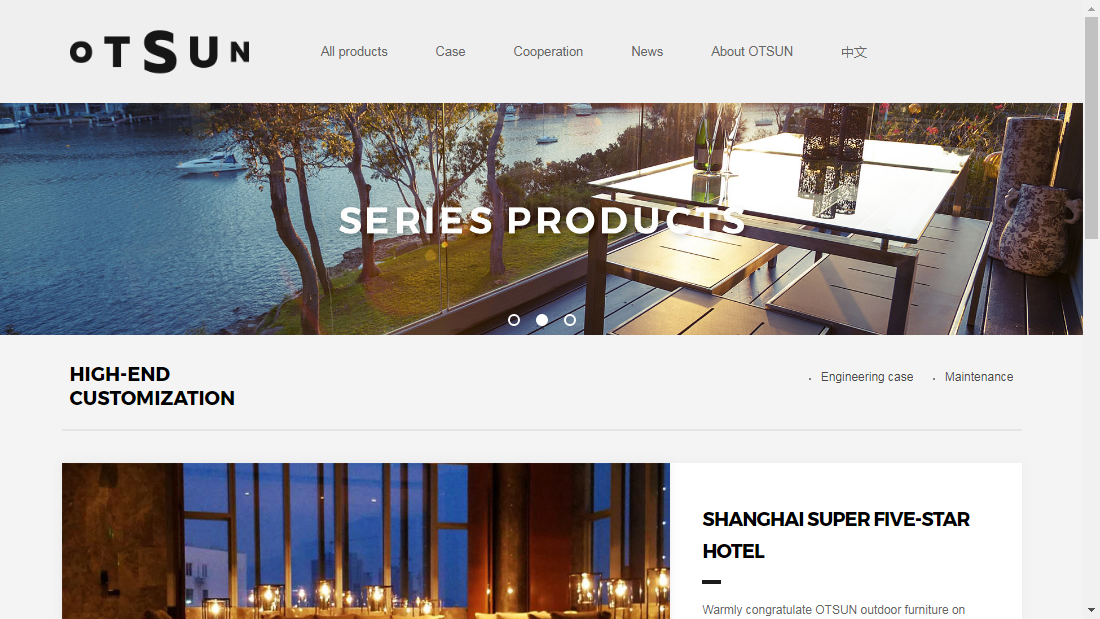 OTSUN
All products
Case
Cooperation
News
About OTSUN
中文
SERIES PRODUCTS
HIGH-END
CUSTOMIZATION
Engineering case
Maintenance
SHANGHAI SUPER FIVE-STAR
HOTEL
Warmly congratulate OTSUN outdoor furniture on